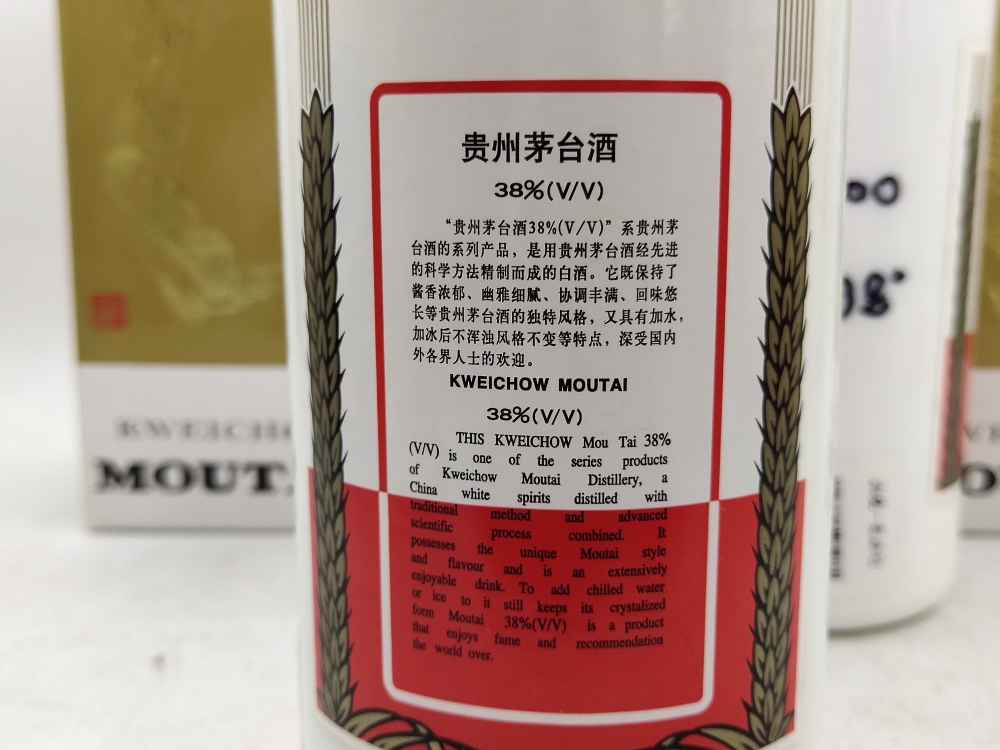 贵州茅台酒
38%(V/V)
“贵州茅台酒38%(V/V)”系贵州茅
台酒的系列产品，是用贵州茅台酒经先进
的科学方法精制而成的白酒。它既保持了
酱香浓郁、幽雅细腻、协调丰满、回味悠
长等贵州茅台酒的独特风格，又具有加水，
加冰后不浑浊风格不变等特点，深受国内
外各界人士的欢迎。
KWEICHOW MOUTAI
38%(V/V)
THIS KWEICHOW Mou Tai 38%
(V/V) is one of the series products
of Kweichow Moutai Distillery, a
China white spirits distilled with
traditional method and advanced
scientific process combined. It
possesses the unique Moutai style
and flavour and is an extensively
enjoyable drink. To add chilled water
or ice to it still keeps its crystalized
form Moutai 38%(V/V) is a product
that enjoys fame and recommendation
the world over.
KWEICH
MOUT